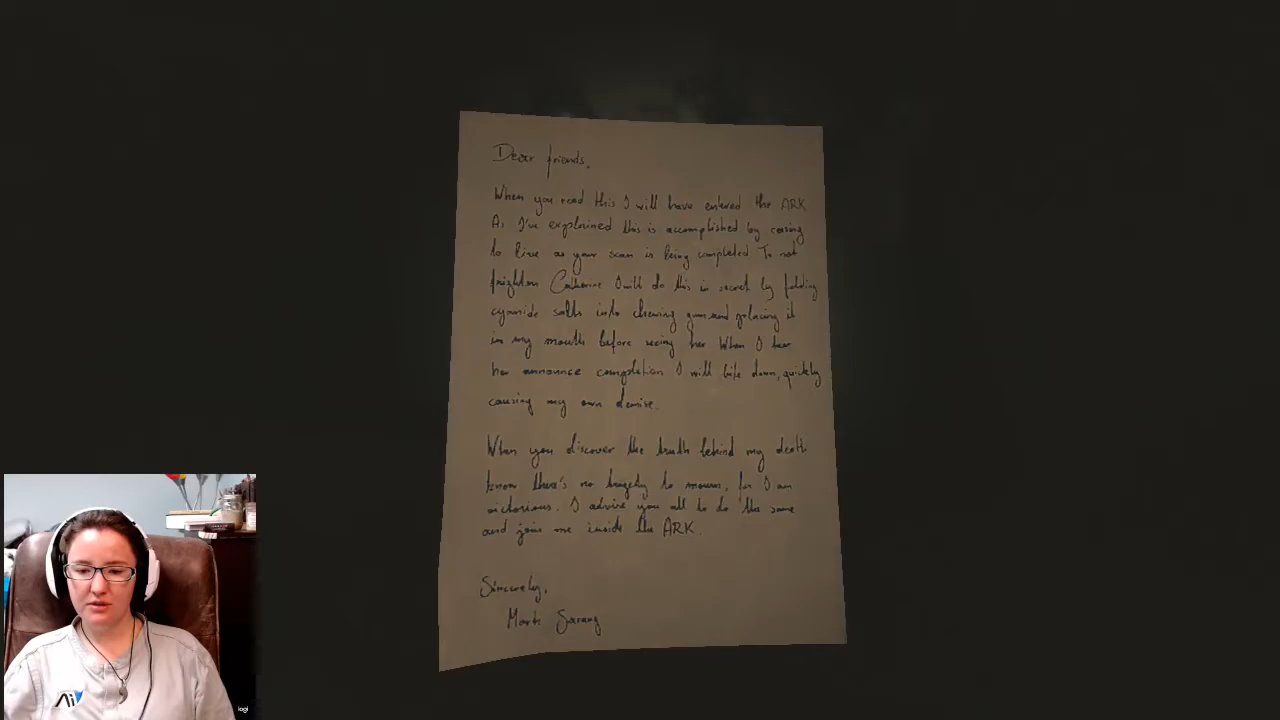 Dear friends,
When you read this I will have entered the ARK
As I've explained this is accomplished by ceasing
to live as your scan is being completed To not
frighten Catherine I will do this in secret by folding
cyanide salts into chewing gum and placing it
in my mouth before seeing her When I hear
her announce completion I will bite down, quickly
causing my own demise.
When you discover the truth behind my death
know there's no tragedy to mourn, for I am
victorious. I advise you all to do the same
and join me inside the ARK.
Sincerely,
Mark Sarang
Ai
logi